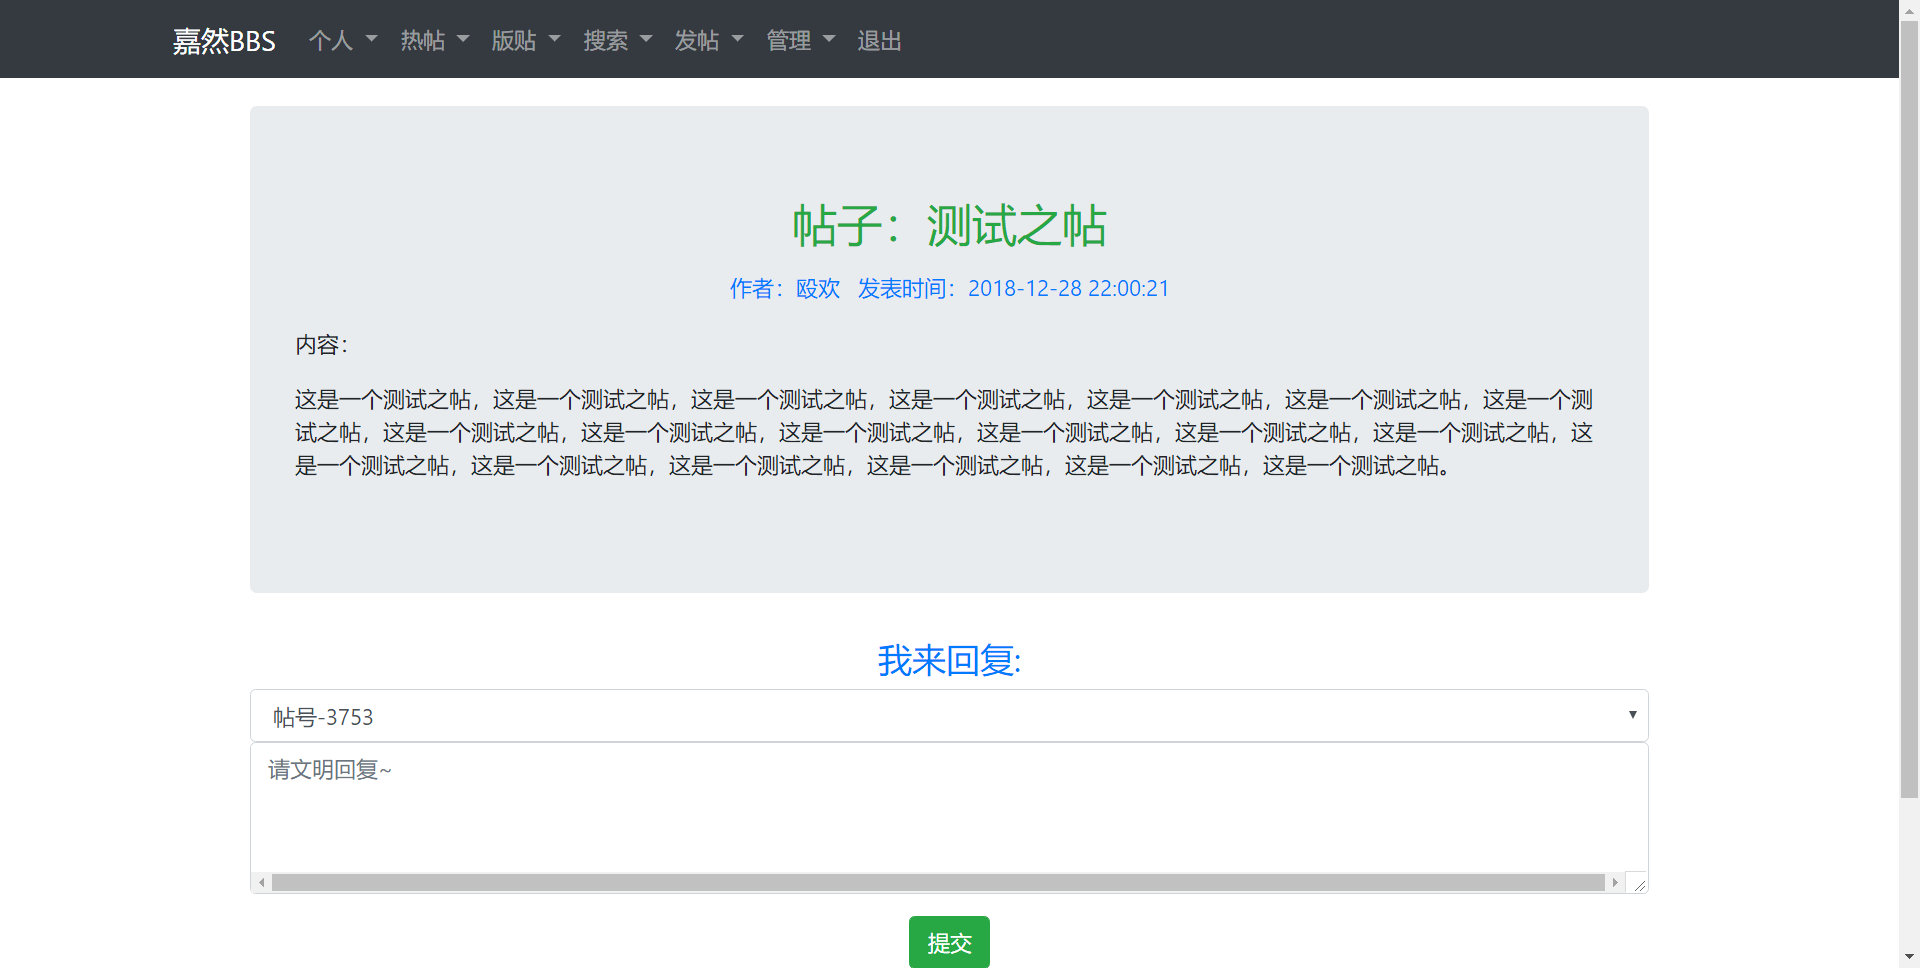 嘉然BBS 个人 热帖 版贴 搜索 发帖 管理 退出
帖子：测试之帖
作者：殴欢 发表时间：2018-12-28 22:00:21
内容：
这是一个测试之帖，这是一个测试之帖，这是一个测试之帖，这是一个测试之帖，这是一个测试之帖，这是一个测试之帖，这是一个测
试之帖，这是一个测试之帖，这是一个测试之帖，这是一个测试之帖，这是一个测试之帖，这是一个测试之帖，这是一个测试之帖，这
是一个测试之帖，这是一个测试之帖，这是一个测试之帖，这是一个测试之帖，这是一个测试之帖，这是一个测试之帖。
我来回复:
帖号-3753
请文明回复~
提交